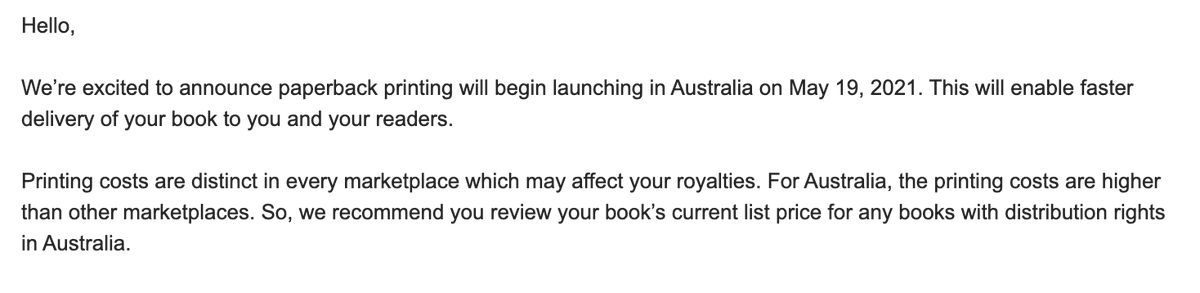 Hello,
We’re excited to announce paperback printing will begin launching in Australia on May 19, 2021. This will enable faster
delivery of your book to you and your readers.
Printing costs are distinct in every marketplace which may affect your royalties. For Australia, the printing costs are higher
than other marketplaces. So, we recommend you review your book’s current list price for any books with distribution rights
in Australia.